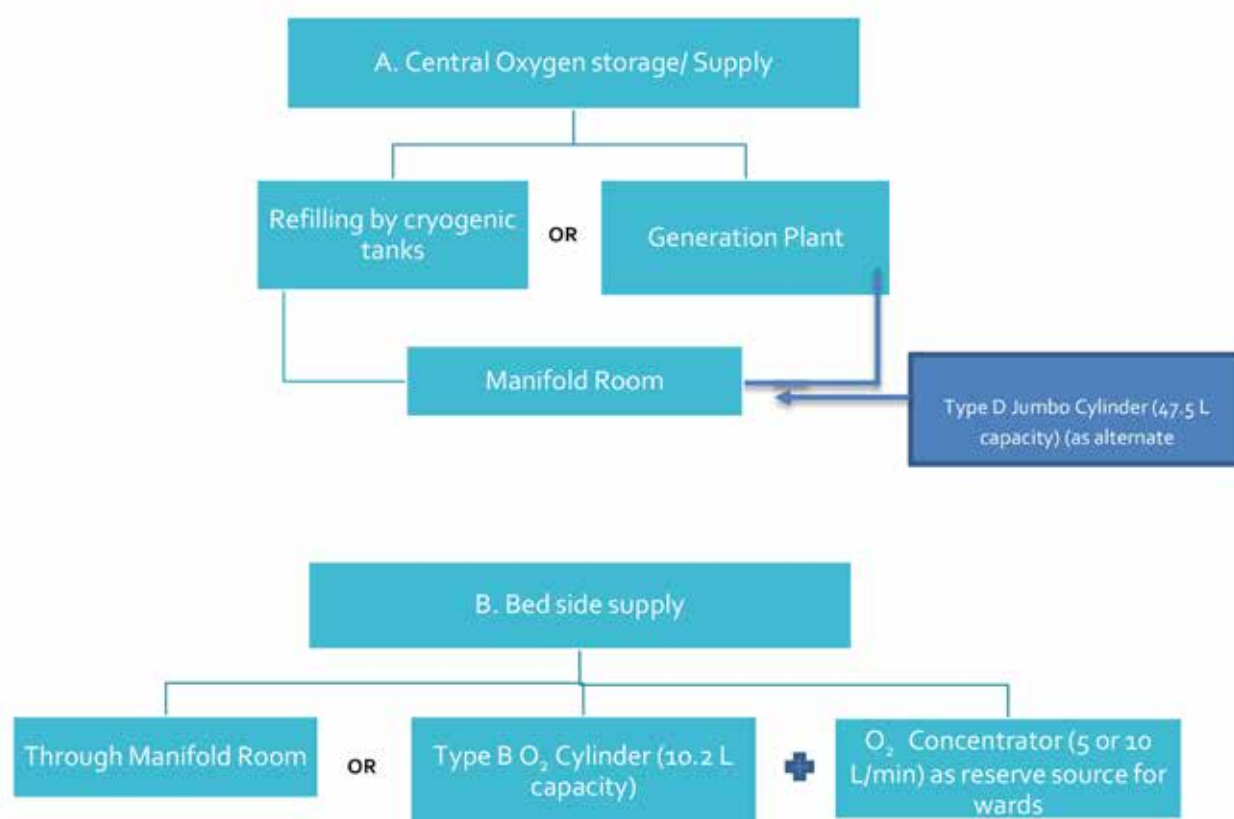 A. Central Oxygen storage/ Supply
Refilling by cryogenic
tanks
OR
Generation Plant
Manifold Room
Type D Jumbo Cylinder (47.5 L
capacity) (as alternate
B. Bed side supply
Through Manifold Room
OR
Type B O₂ Cylinder (10.2 L
capacity)
O₂ Concentrator (5 or 10
L/min) as reserve source for
wards